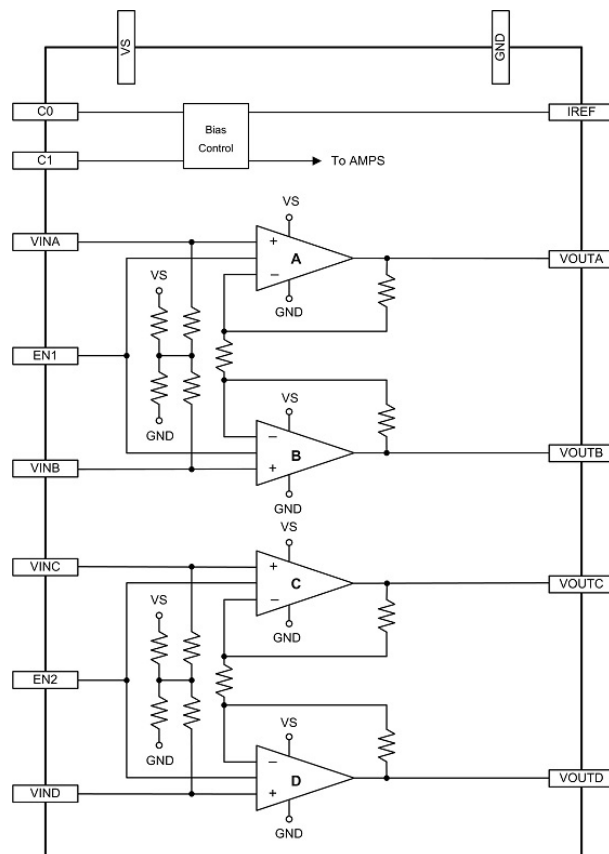 VS
GND
C0
IREF
Bias
Control
C1
To AMPS
VS
VINA
+
A
VOUTA
VS
−
GND
EN1
VS
GND
−
B
VOUTB
VINB
+
GND
VS
VINC
+
C
VOUTC
VS
−
GND
EN2
VS
GND
−
D
VOUTD
VIND
+
GND